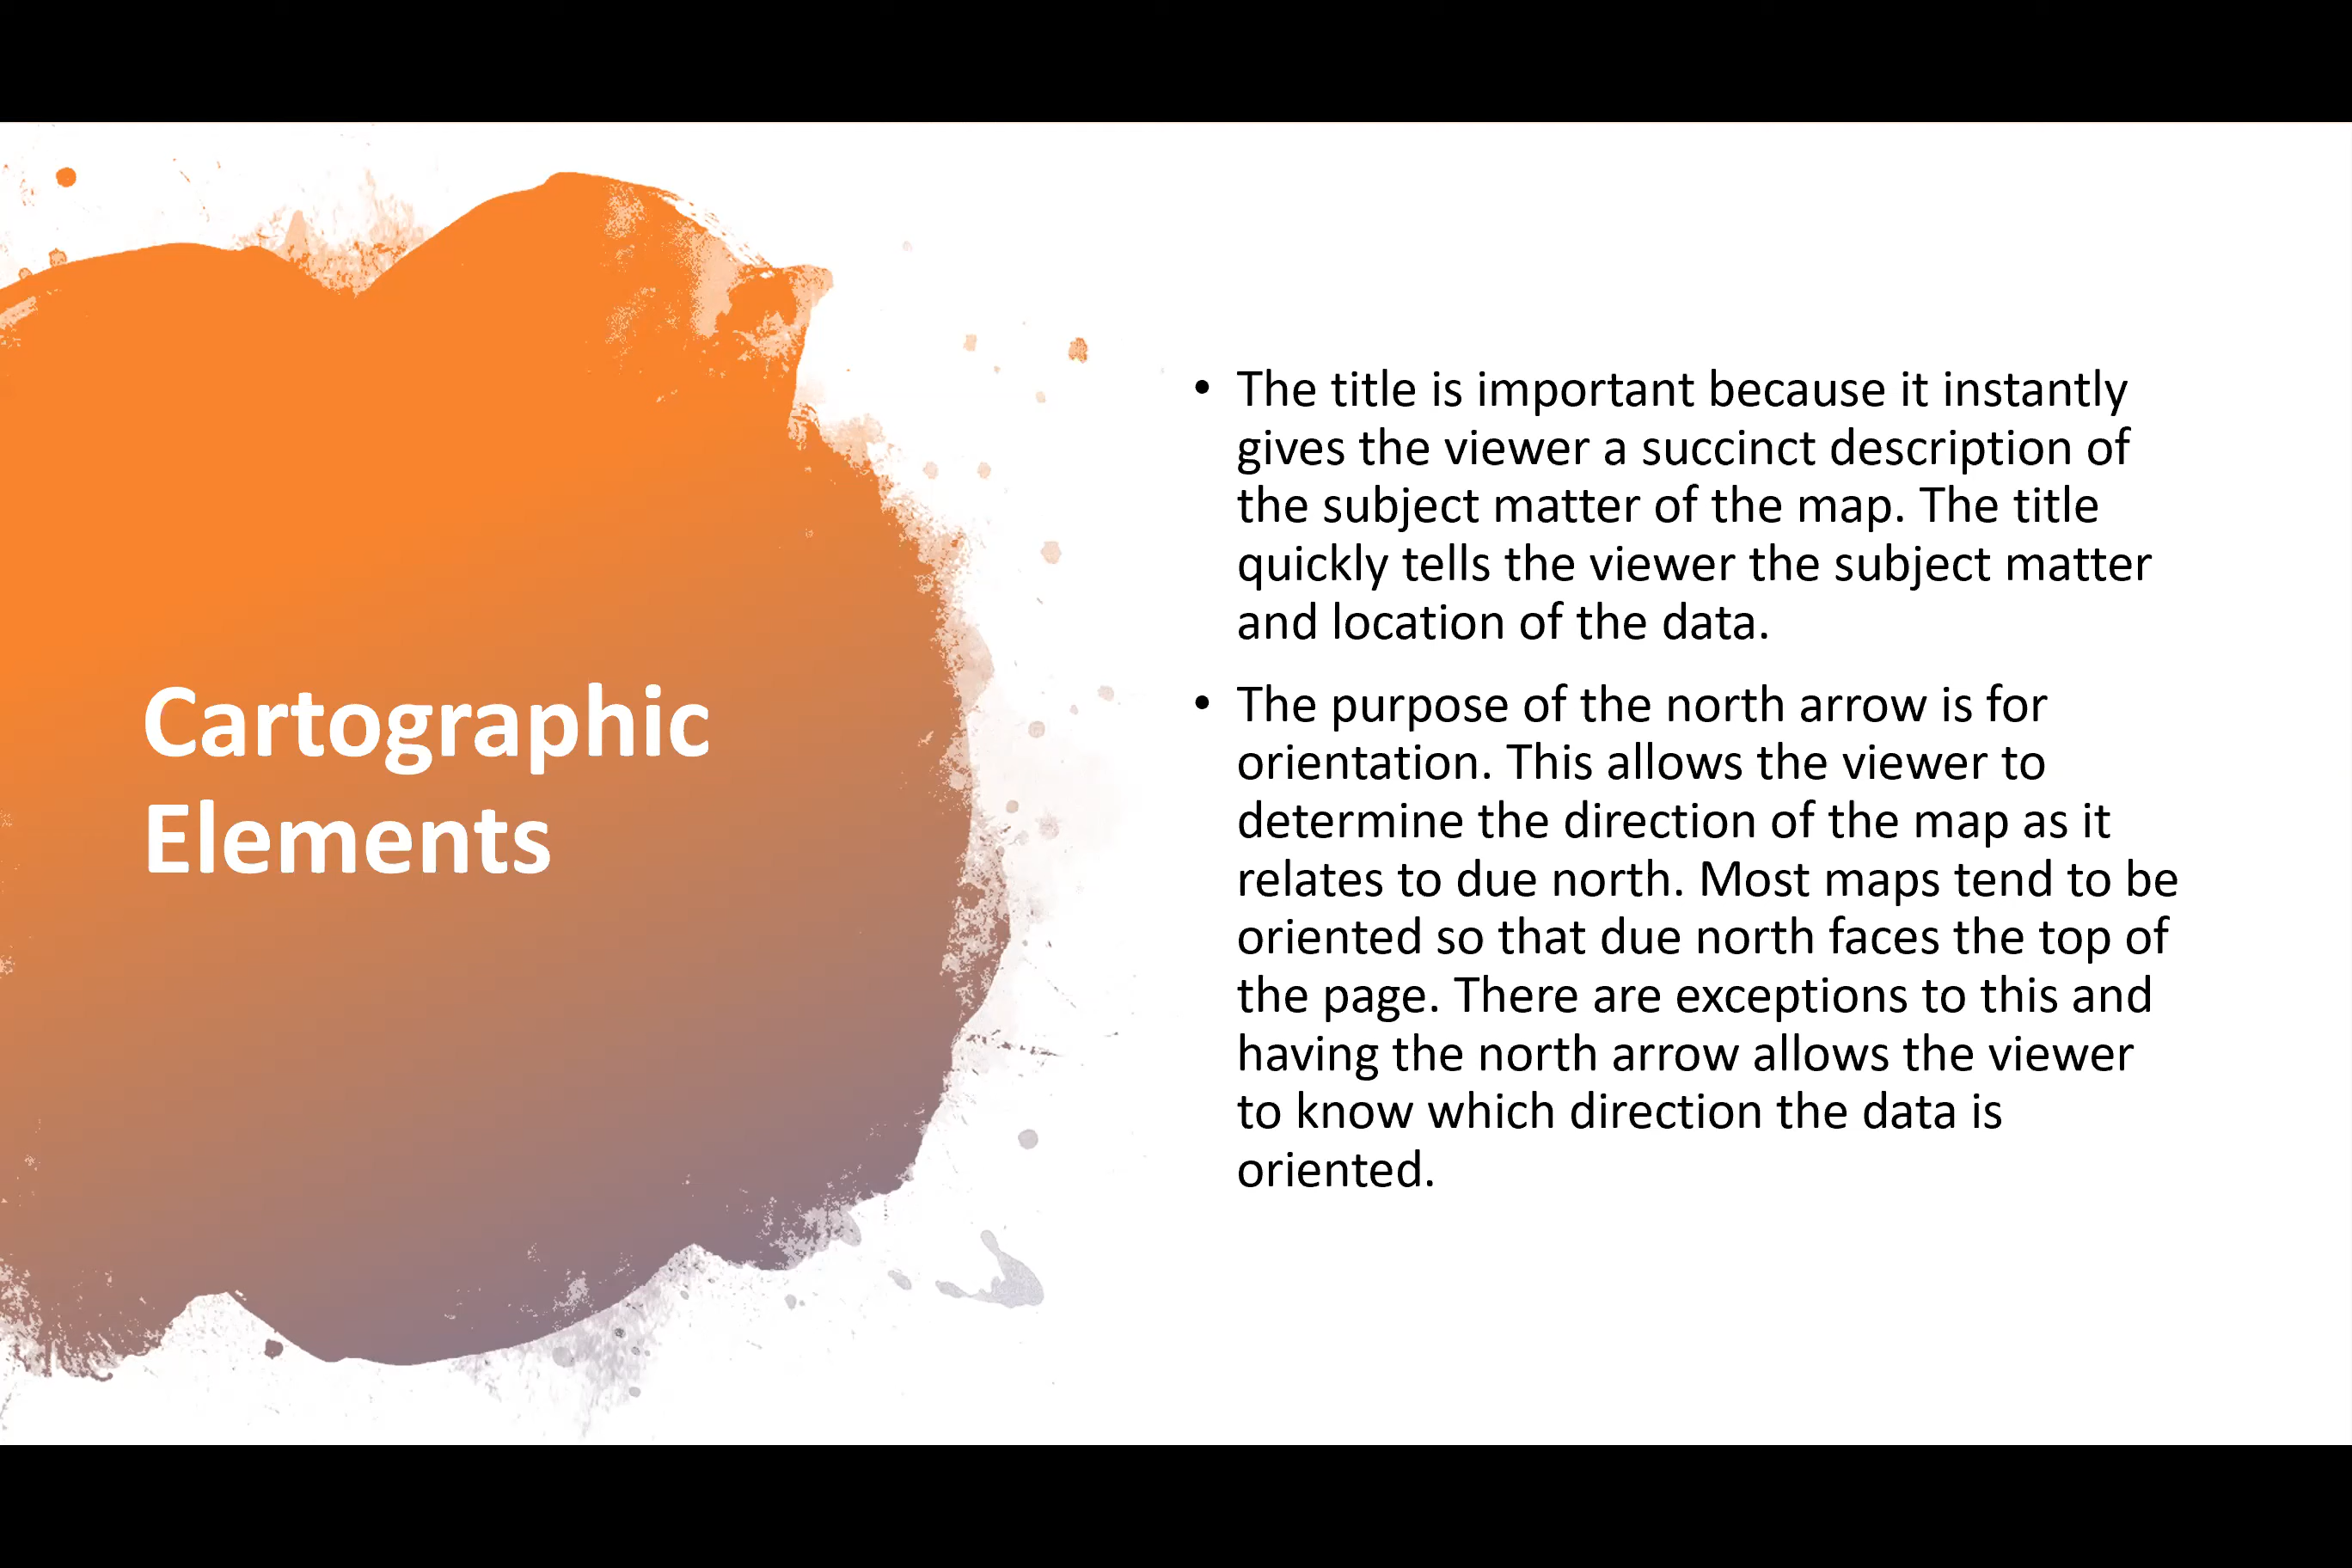 Cartographic
Elements
• The title is important because it instantly
gives the viewer a succinct description of
the subject matter of the map. The title
quickly tells the viewer the subject matter
and location of the data.
• The purpose of the north arrow is for
orientation. This allows the viewer to
determine the direction of the map as it
relates to due north. Most maps tend to be
oriented so that due north faces the top of
the page. There are exceptions to this and
having the north arrow allows the viewer
to know which direction the data is
oriented.